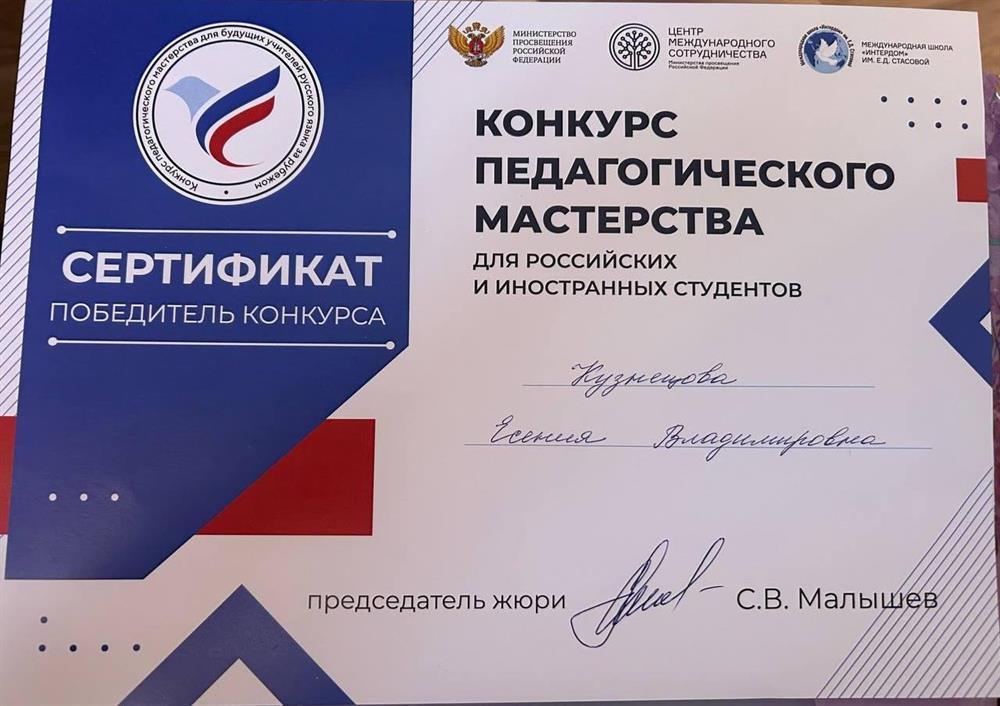 Конкурс педагогического мастерства для будущих учителей русского языка за рубежом
СЕРТИФИКАТ
ПОБЕДИТЕЛЬ КОНКУРСА
МИНИСТЕРСТВО
ПРОСВЕЩЕНИЯ
РОССИЙСКОЙ
ФЕДЕРАЦИИ
ЦЕНТР
МЕЖДУНАРОДНОГО
СОТРУДНИЧЕСТВА
Министерства просвещения
Российской Федерации
МЕЖДУНАРОДНАЯ ШКОЛА
«ИНТЕРДОМ»
ИМ. Е.Д. СТАСОВОЙ
КОНКУРС
ПЕДАГОГИЧЕСКОГО
МАСТЕРСТВА
ДЛЯ РОССИЙСКИХ
И ИНОСТРАННЫХ СТУДЕНТОВ
Кузнецова
Есения Владимировна
председатель жюри С.В. Малышев